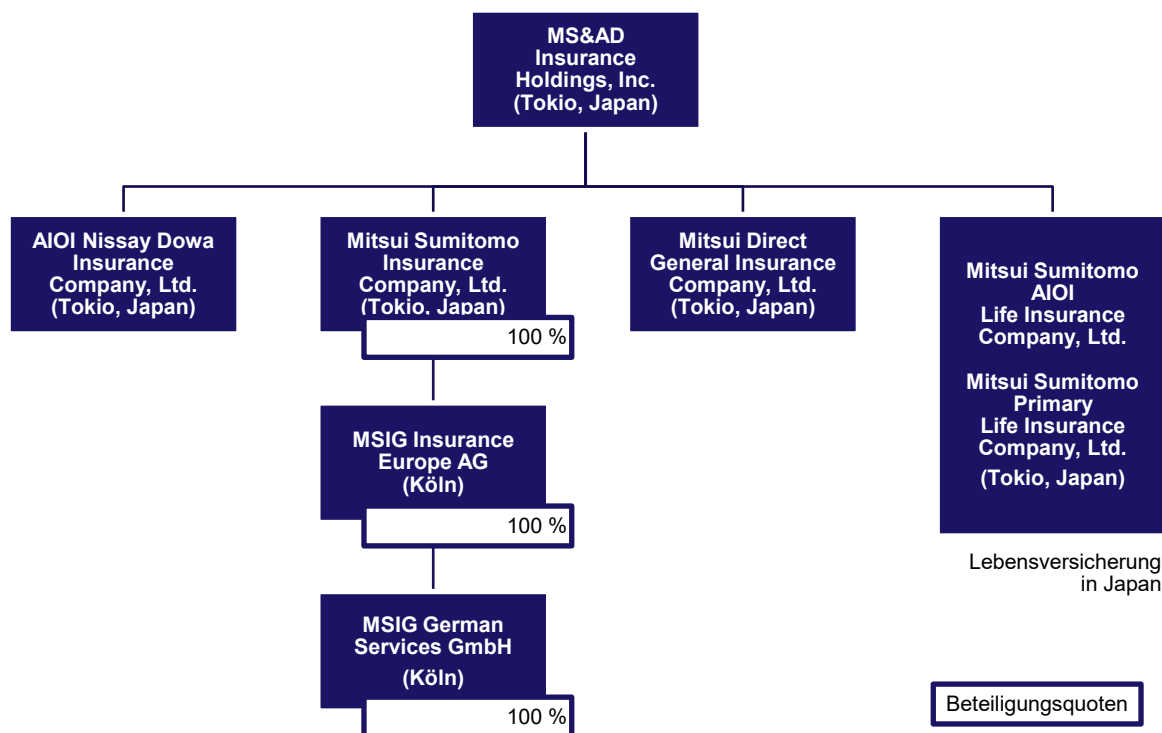 MS&AD
Insurance
Holdings, Inc.
(Tokio, Japan)
AIOI Nissay Dowa
Insurance
Company, Ltd.
(Tokio, Japan)
Mitsui Sumitomo
Insurance
Company, Ltd.
(Tokio, Japan)
100 %
Mitsui Direct
General Insurance
Company, Ltd.
(Tokio, Japan)
Mitsui Sumitomo
AIOI
Life Insurance
Company, Ltd.
Mitsui Sumitomo
Primary
Life Insurance
Company, Ltd.
(Tokio, Japan)
Lebensversicherung
in Japan
MSIG Insurance
Europe AG
(Köln)
100 %
MSIG German
Services GmbH
(Köln)
100 %
Beteiligungsquoten